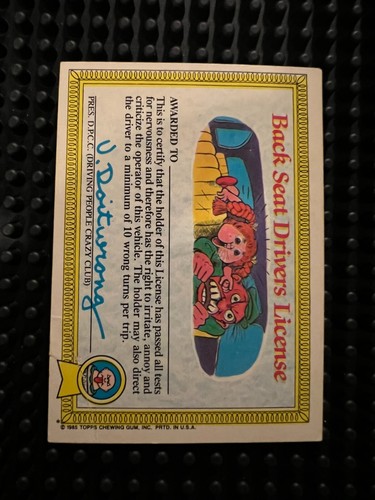 Back Seat Drivers License
AWARDED TO
This is to certify that the holder of this License has passed all tests
for nervousness and therefore has the right to irritate, annoy and
criticize the operator of this vehicle. The holder may also direct
the driver to a minimum of 10 wrong turns per trip.
U. Donwrong
PRES. D.P.C.C. (DRIVING PEOPLE CRAZY CLUB)
© 1985 TOPPS CHEWING GUM, INC. PRTD. IN U.S.A.